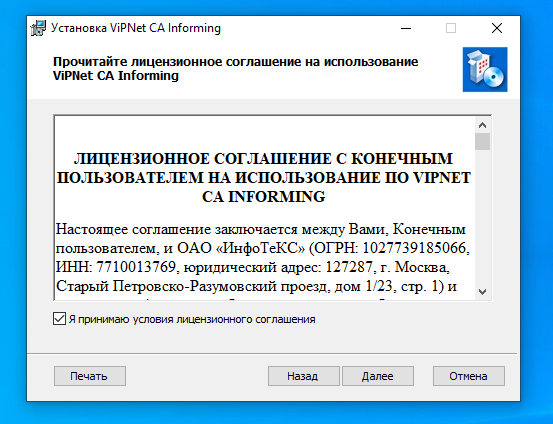 Установка ViPNet CA Informing
Прочитайте лицензионное соглашение на использование
ViPNet CA Informing
ЛИЦЕНЗИОННОЕ СОГЛАШЕНИЕ С КОНЕЧНЫМ
ПОЛЬЗОВАТЕЛЕМ НА ИСПОЛЬЗОВАНИЕ ПО VIPNET
CA INFORMING
Настоящее соглашение заключается между Вами, Конечным
пользователем, и ОАО «ИнфоТеКС» (ОГРН: 1027739185066,
ИНН: 7710013769, юридический адрес: 127287, г. Москва,
Старый Петровско-Разумовский проезд, дом 1/23, стр. 1) и
Я принимаю условия лицензионного соглашения
Печать Назад Далее Отмена